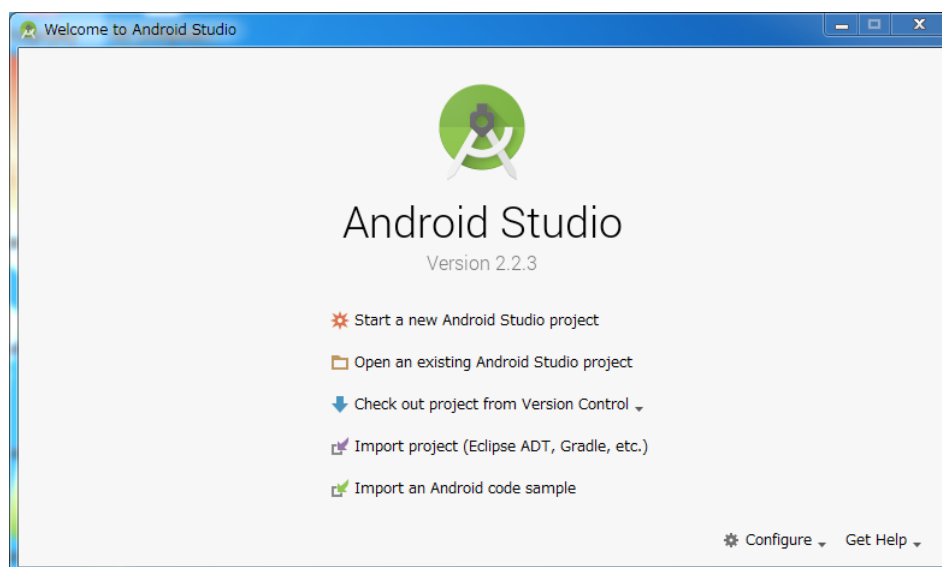 Welcome to Android Studio
Android Studio
Version 2.2.3
Start a new Android Studio project
Open an existing Android Studio project
Check out project from Version Control
Import project (Eclipse ADT, Gradle, etc.)
Import an Android code sample
Configure Get Help